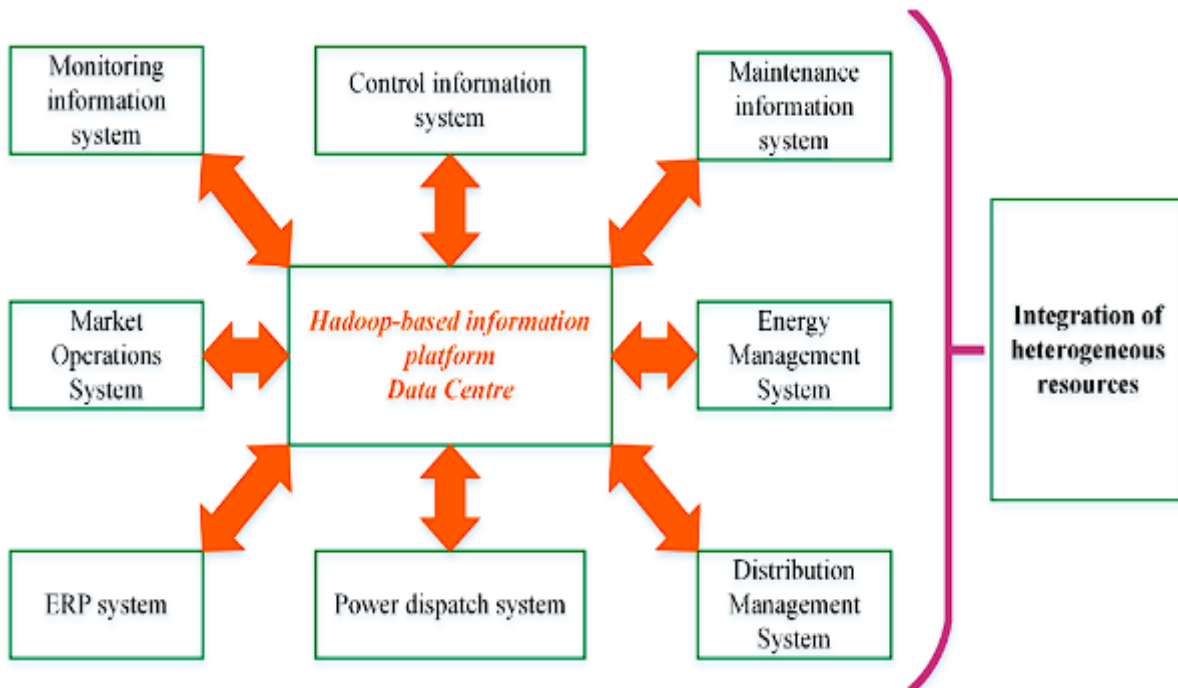 Monitoring
information
system
Control information
system
Maintenance
information
system
Market
Operations
System
Hadoop-based information
platform
Data Centre
Energy
Management
System
Integration of
heterogeneous
resources
ERP system
Power dispatch system
Distribution
Management
System